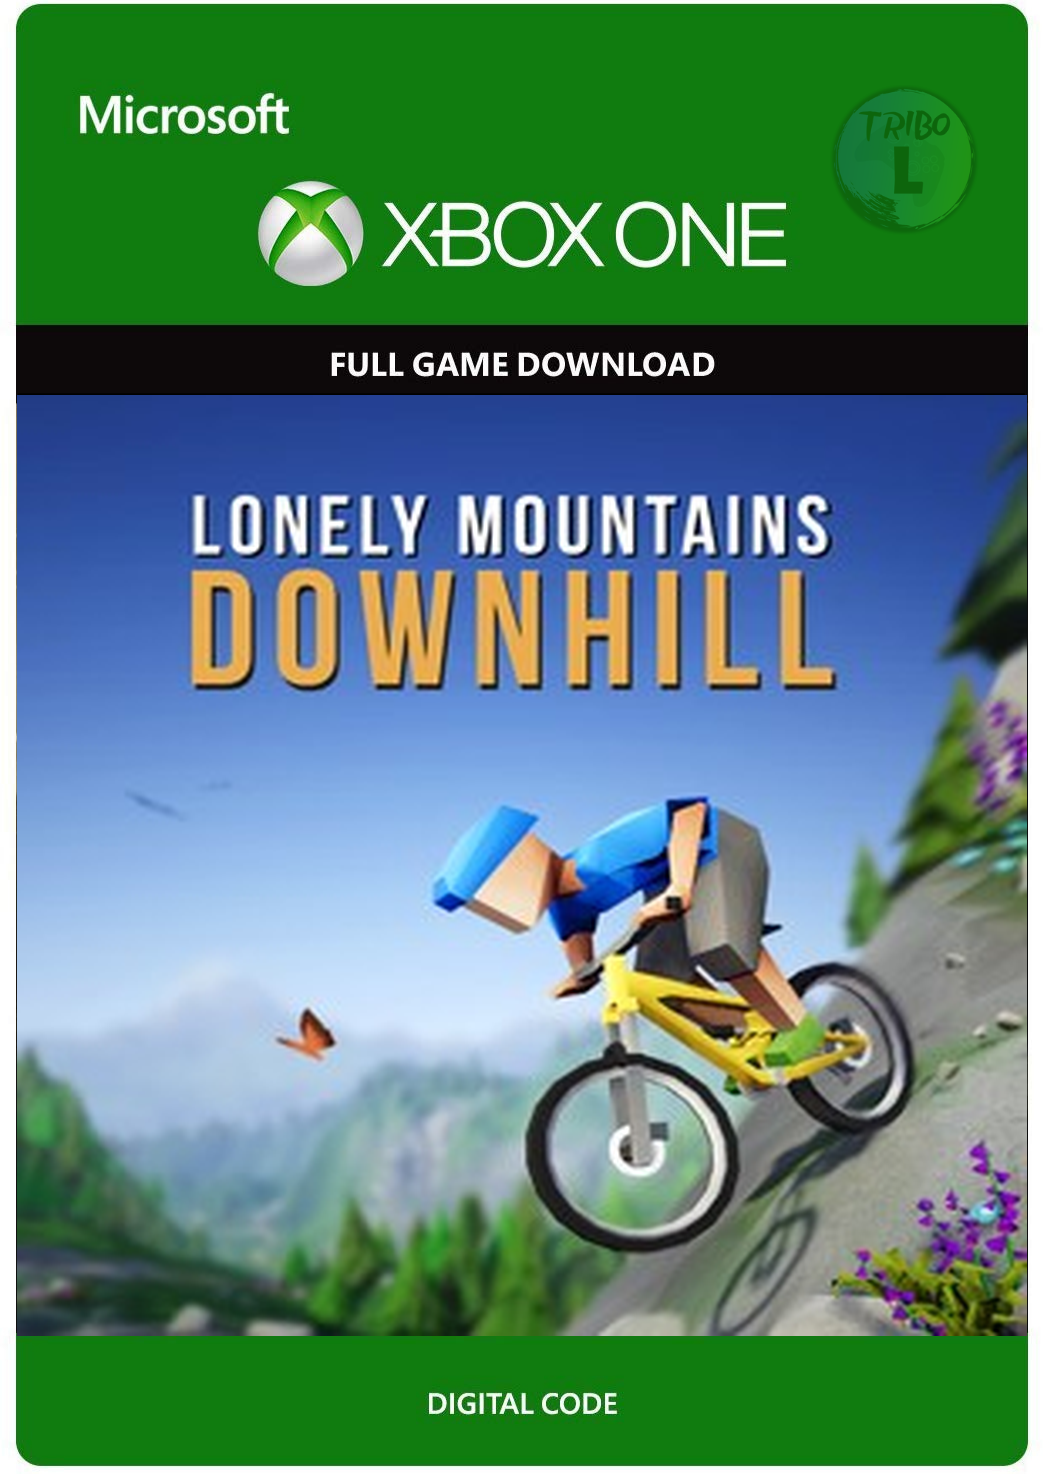 Microsoft
TRIBO
L
XBOX ONE
FULL GAME DOWNLOAD
LONELY MOUNTAINS
DOWNHILL
DIGITAL CODE